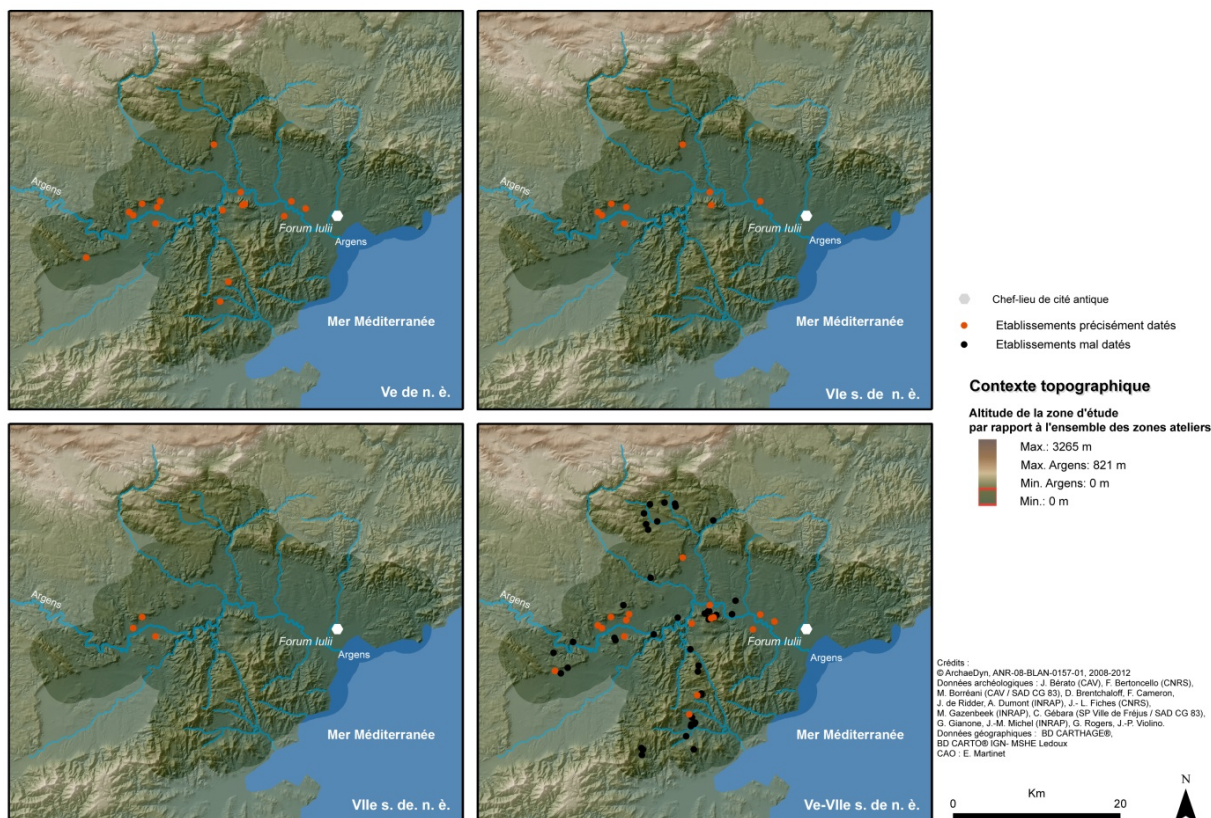 Argens
Forum Iulii
Argens
Mer Méditerranée
Ve de n. è.
Argens
Forum Iulii
Argens
Mer Méditerranée
VIe s. de n. è.
Argens
Forum Iulii
Argens
Mer Méditerranée
VIIe s. de. n. è.
Argens
Forum Iulii
Argens
Mer Méditerranée
Ve-VIIe s. de n. è.
Chef-lieu de cité antique
Etablissements précisément datés
Etablissements mal datés
Contexte topographique
Altitude de la zone d'étude
par rapport à l'ensemble des zones ateliers
Max.: 3265 m
Max. Argens: 821 m
Min. Argens: 0 m
Min.: 0 m
Crédits :
© ArchaeDyn, ANR-08-BLAN-0157-01, 2008-2012
Données archéologiques : J. Bérato (CAV), F. Bertoncello (CNRS),
M. Borréani (CAV / SAD CG 83), D. Brentchaloff, F. Cameron,
J. de Ridder, A. Dumont (INRAP), J.- L. Fiches (CNRS),
M. Gazenbeek (INRAP), C. Gébara (SP Ville de Fréjus / SAD CG 83),
G. Gianone, J.-M. Michel (INRAP), G. Rogers, J.-P. Violino.
Données géographiques : BD CARTHAGE®,
BD CARTO® IGN- MSHE Ledoux
CAO : E. Martinet
Km
0 20
N